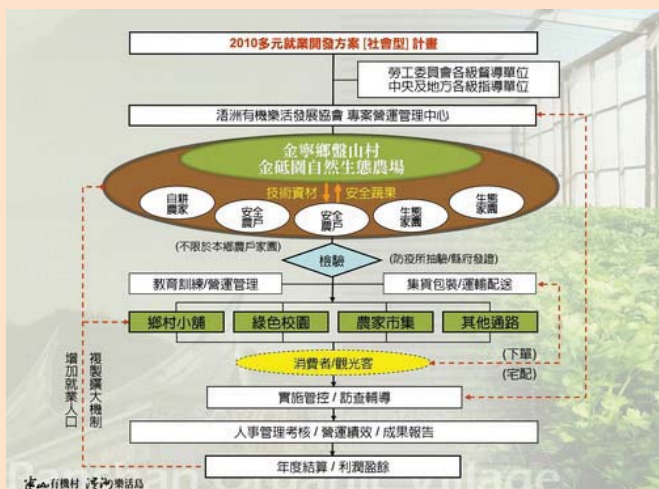 2010多元就業開發方案 [社會型] 計畫
勞工委員會各級督導單位
中央及地方各級指導單位
浯洲有機樂活發展協會 專案營運管理中心
金寧鄉盤山村
金砥園自然生態農場
技術資材
安全蔬果
自耕
農家
安全
農戶
安全
農戶
生態
家園
生態
家園
(不限於本鄉農戶家園)
檢驗
(防疫所抽驗/縣府發證)
教育訓練/營運管理
集貨包裝/運輸配送
鄉村小舖
綠色校園
農家市集
其他通路
消費者/觀光客
(下單)
(宅配)
複製擴大機制
增加就業人口
實施管控 / 訪查輔導
人事管理考核 / 營運績效 / 成果報告
年度結算 / 利潤盈餘
有機村
樂活島
Organic Village